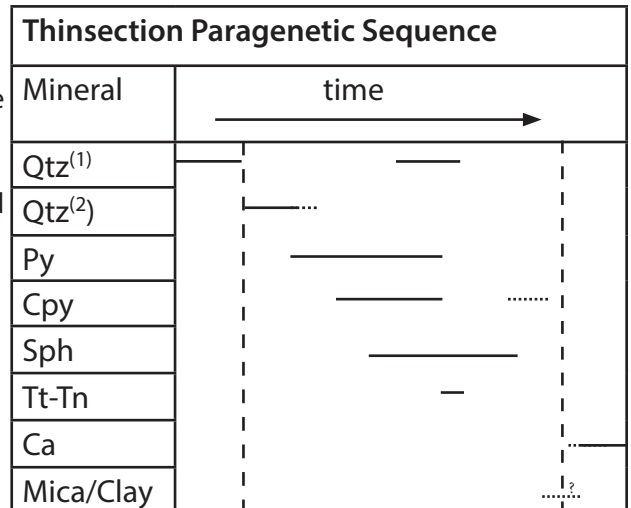 Thinsection Paragenetic Sequence
Mineral time
Qtz(1)
Qtz(2)
Py
Cpy
Sph
Tt-Tn
Ca
Mica/Clay ?